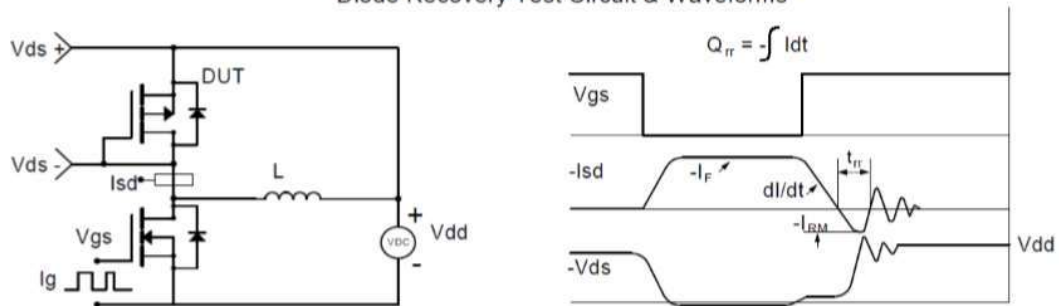 Diode Recovery Test Circuit & Waveforms
Vds +
DUT
Vds -
Isd
L
Vgs
Ig
+
VDC
-
Vdd
Qrr = -∫ Idt
Vgs
-Isd
-IF
dI/dt
trr
-IRM
Vdd
-Vds